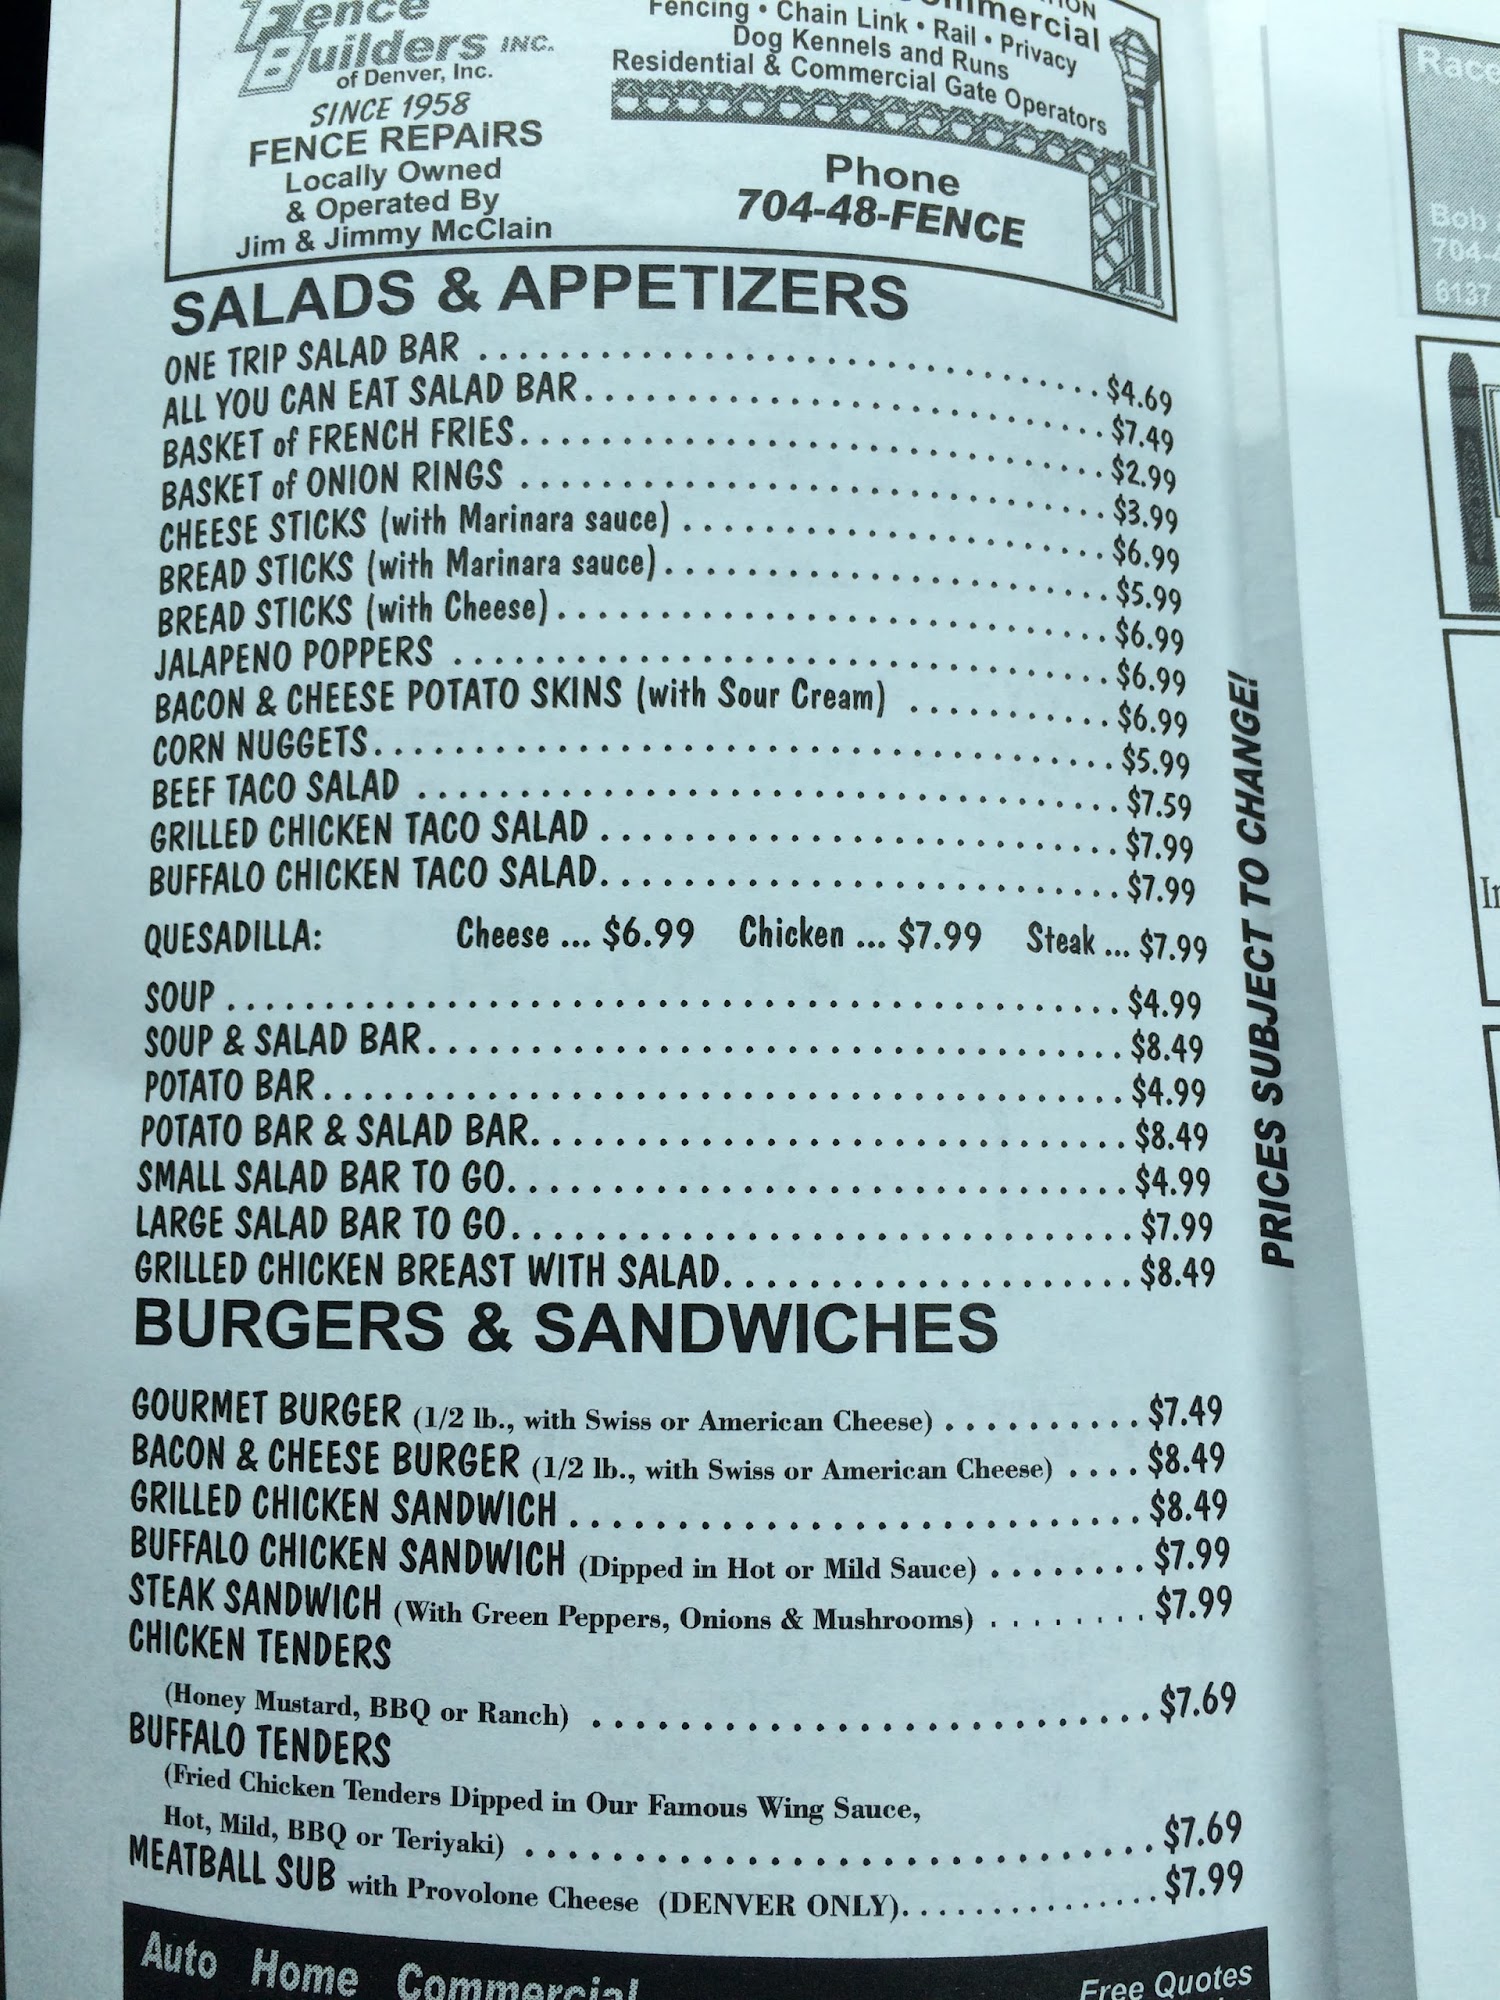 Fence
Builders INC.
of Denver, Inc.
SINCE 1958
FENCE REPAIRS
Locally Owned
& Operated By
Jim & Jimmy McClain
Fencing • Chain Link • Rail • Privacy
Dog Kennels and Runs
Residential & Commercial Gate Operators
Phone
704-48-FENCE
SALADS & APPETIZERS
ONE TRIP SALAD BAR $4.69
ALL YOU CAN EAT SALAD BAR $7.49
BASKET of FRENCH FRIES $2.99
BASKET of ONION RINGS $3.99
CHEESE STICKS (with Marinara sauce) $6.99
BREAD STICKS (with Marinara sauce) $5.99
BREAD STICKS (with Cheese) $6.99
JALAPENO POPPERS $6.99
BACON & CHEESE POTATO SKINS (with Sour Cream) $6.99
CORN NUGGETS $5.99
BEEF TACO SALAD $7.59
GRILLED CHICKEN TACO SALAD $7.99
BUFFALO CHICKEN TACO SALAD $7.99
QUESADILLA: Cheese ... $6.99 Chicken ... $7.99 Steak ... $7.99
SOUP $4.99
SOUP & SALAD BAR $8.49
POTATO BAR $4.99
POTATO BAR & SALAD BAR $8.49
SMALL SALAD BAR TO GO $4.99
LARGE SALAD BAR TO GO $7.99
GRILLED CHICKEN BREAST WITH SALAD $8.49
BURGERS & SANDWICHES
GOURMET BURGER (1/2 lb., with Swiss or American Cheese) $7.49
BACON & CHEESE BURGER (1/2 lb., with Swiss or American Cheese) $8.49
GRILLED CHICKEN SANDWICH $8.49
BUFFALO CHICKEN SANDWICH (Dipped in Hot or Mild Sauce) $7.99
STEAK SANDWICH (With Green Peppers, Onions & Mushrooms) $7.99
CHICKEN TENDERS
(Honey Mustard, BBQ or Ranch) $7.69
BUFFALO TENDERS
(Fried Chicken Tenders Dipped in Our Famous Wing Sauce,
Hot, Mild, BBQ or Teriyaki) $7.69
MEATBALL SUB with Provolone Cheese (DENVER ONLY) $7.99
Auto Home Commercial
Free Quotes
PRICES SUBJECT TO CHANGE!
Bob
6137